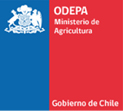 ODEPA
Ministerio de
Agricultura
Gobierno de Chile